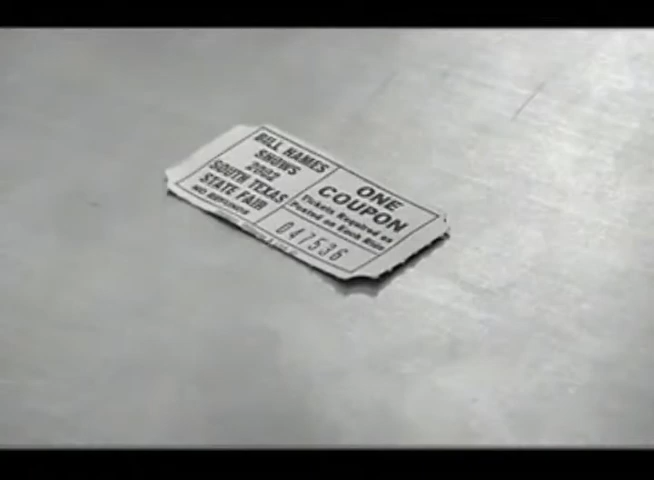 BILL HAMES
SHOWS
2002
SOUTH TEXAS
STATE FAIR
NO REFUNDS
ONE
COUPON
Tickets Required as
Posted on Each Ride
047536